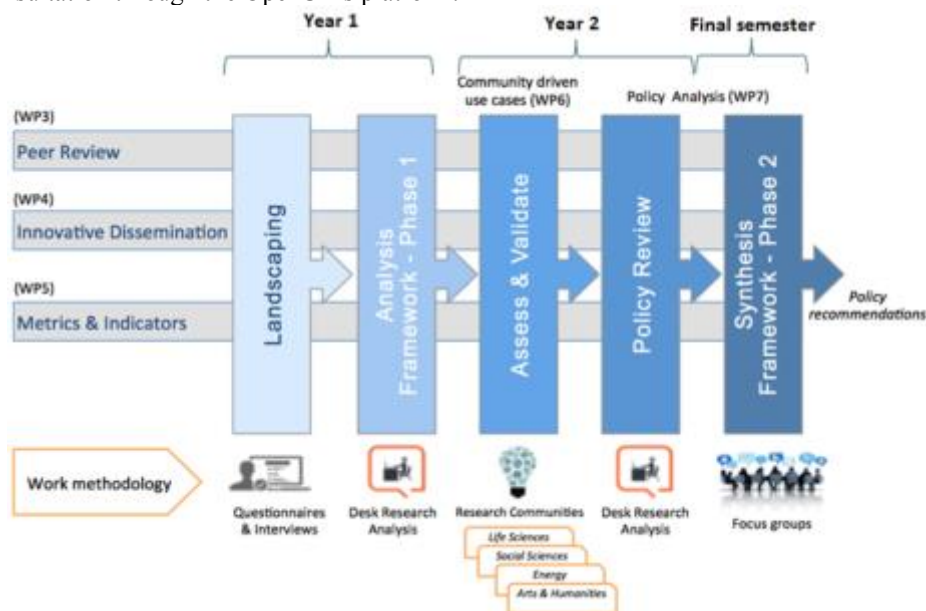 Year 1
Year 2
Final semester
Community driven
use cases (WP6)
Policy Analysis (WP7)
(WP3)
Peer Review
(WP4)
Innovative Dissemination
(WP5)
Metrics & Indicators
Landscaping
Analysis
Framework - Phase 1
Assess & Validate
Policy Review
Synthesis
Framework - Phase 2
Policy
recommendations
Work methodology
Questionnaires
& Interviews
Desk Research
Analysis
Research Communities
Life Sciences
Social Sciences
Energy
Arts & Humanities
Desk Research
Analysis
Focus groups